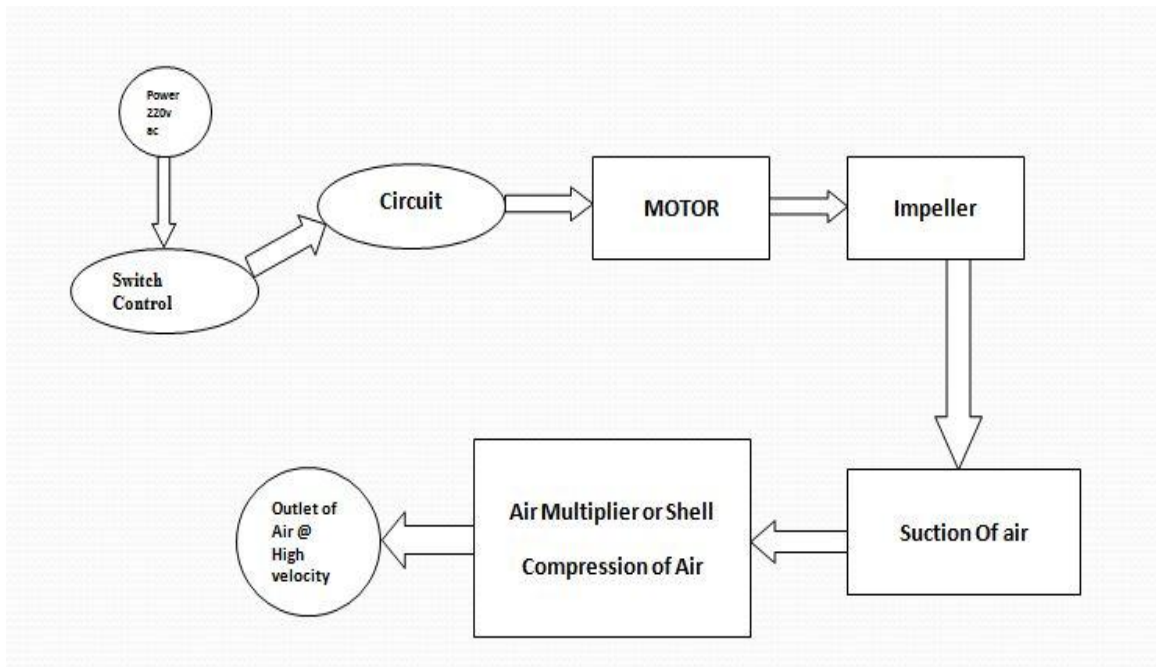 Power
220v
ac
Switch
Control
Circuit
MOTOR
Impeller
Suction Of air
Air Multiplier or Shell
Compression of Air
Outlet of
Air @
High
velocity